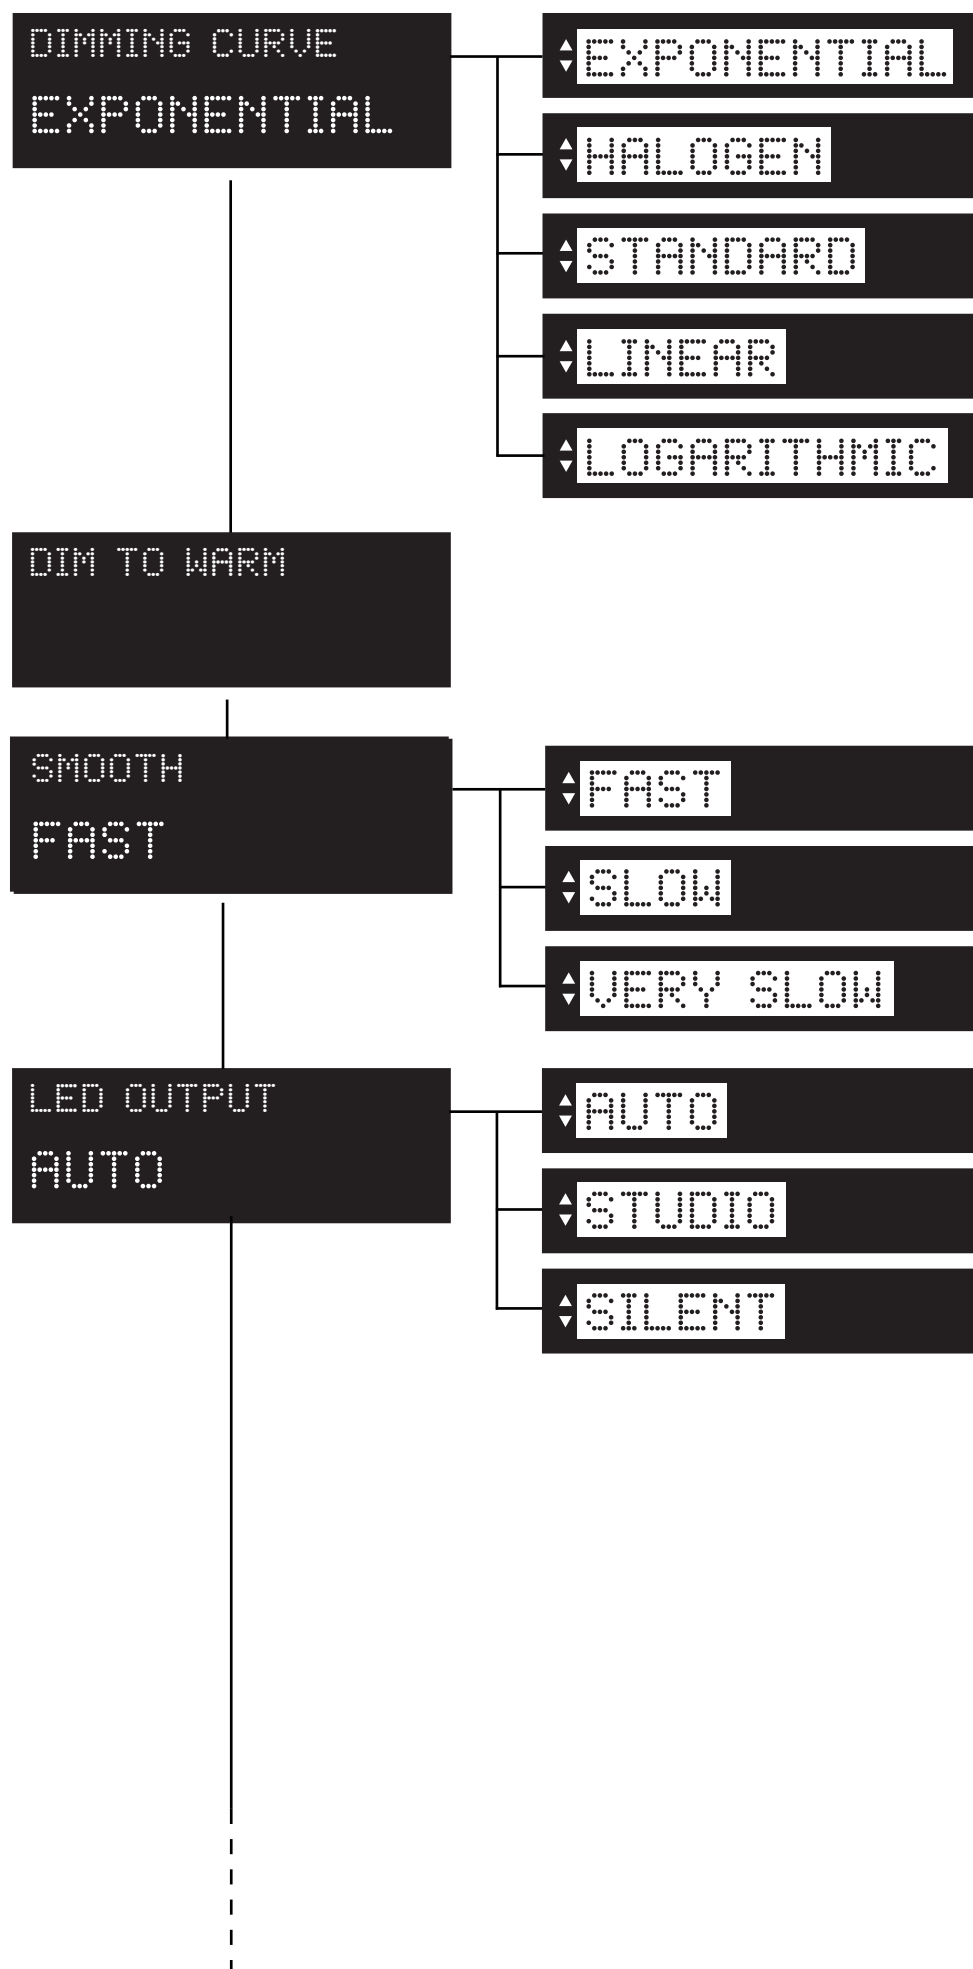 DIMMING CURVE
EXPONENTIAL
EXPONENTIAL
HALOGEN
STANDARD
LINEAR
LOGARITHMIC
DIM TO WARM
SMOOTH
FAST
FAST
SLOW
VERY SLOW
LED OUTPUT
AUTO
AUTO
STUDIO
SILENT